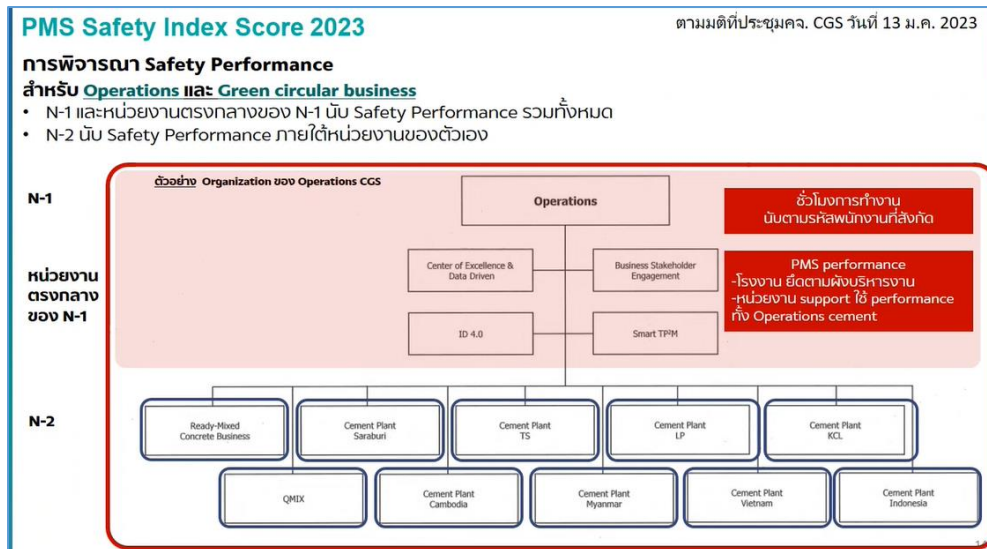 PMS Safety Index Score 2023
ตามมติที่ประชุมคจ. CGS วันที่ 13 ม.ค. 2023
การพิจารณา Safety Performance
สำหรับ Operations และ Green circular business
• N-1 และหน่วยงานตรงกลางของ N-1 นับ Safety Performance รวมทั้งหมด
• N-2 นับ Safety Performance ภายใต้หน่วยงานของตัวเอง
ตัวอย่าง Organization ของ Operations CGS
N-1
Operations
ชั่วโมงการทำงาน
นับตามรหัสพนักงานที่สังกัด
หน่วยงาน
ตรงกลาง
ของ N-1
Center of Excellence &
Data Driven
Business Stakeholder
Engagement
PMS performance
-โรงงาน ยึดตามผังบริหารงาน
-หน่วยงาน support ใช้ performance
ทั้ง Operations cement
ID 4.0
Smart TP²M
N-2
Ready-Mixed
Concrete Business
Cement Plant
Saraburi
Cement Plant
TS
Cement Plant
LP
Cement Plant
KCL
QMIX
Cement Plant
Cambodia
Cement Plant
Myanmar
Cement Plant
Vietnam
Cement Plant
Indonesia